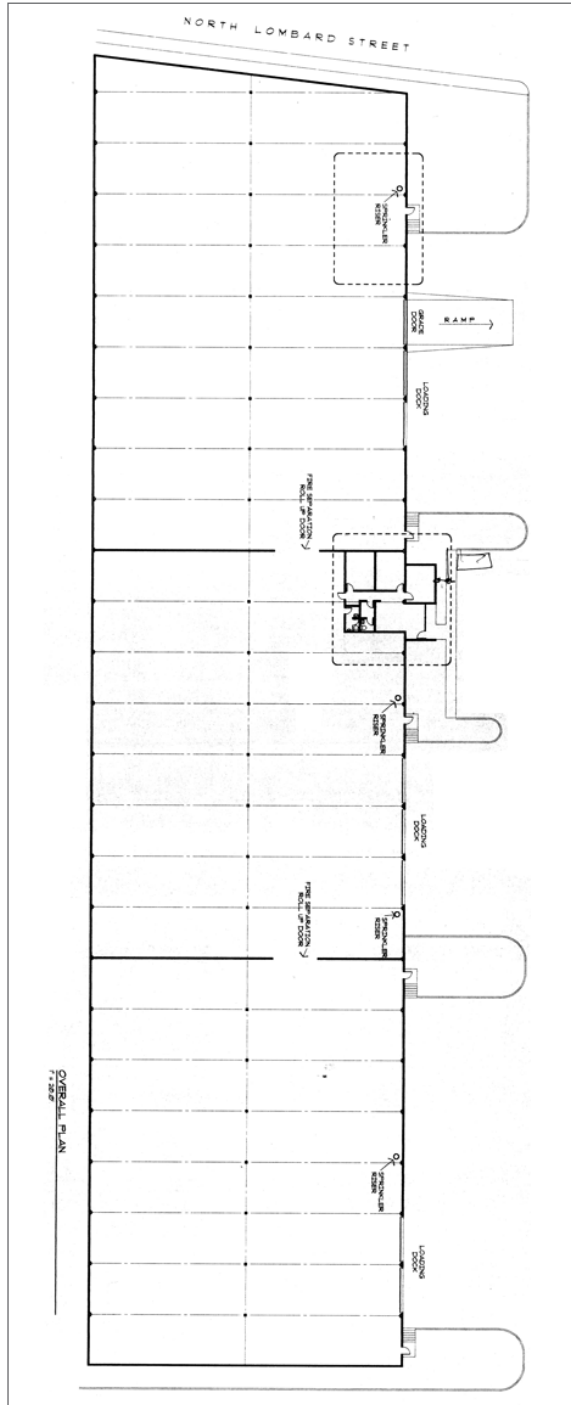 NORTH LOMBARD STREET
SPRINKLER
RISER
GRADE
DOOR
RAMP
LOADING
DOCK
FIRE SEPARATION
ROLL UP DOOR
SPRINKLER
RISER
LOADING
DOCK
FIRE SEPARATION
ROLL UP DOOR
SPRINKLER
RISER
OVERALL PLAN
SPRINKLER
RISER
LOADING
DOCK